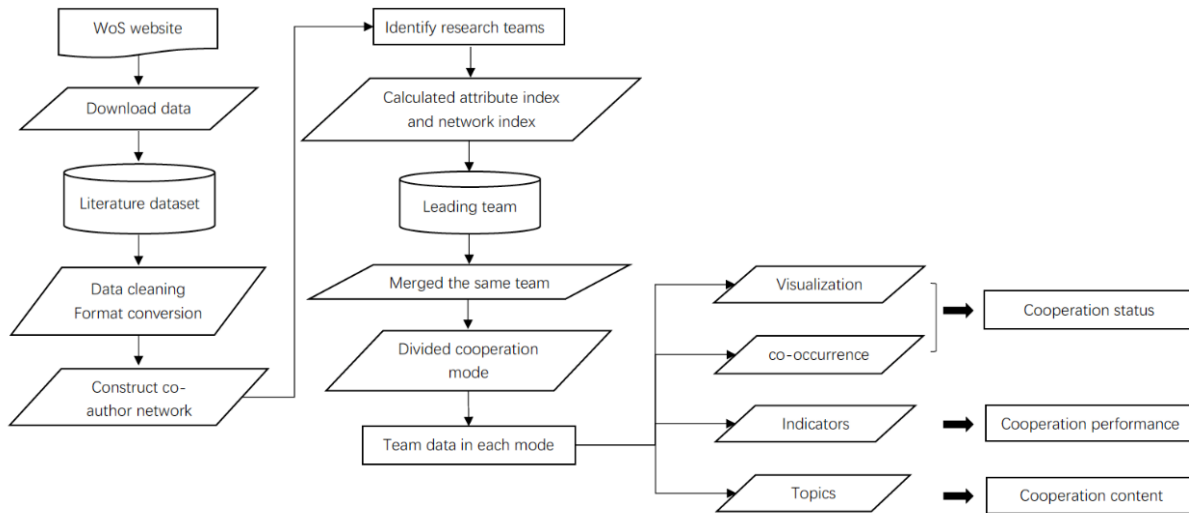 WoS website
Download data
Literature dataset
Data cleaning
Format conversion
Construct co-
author network
Identify research teams
Calculated attribute index
and network index
Leading team
Merged the same team
Divided cooperation
mode
Team data in each mode
Visualization
co-occurrence
Indicators
Topics
Cooperation status
Cooperation performance
Cooperation content